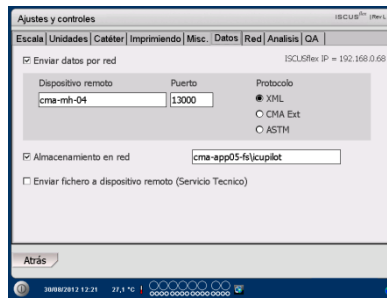 Ajustes y controles
ISCUSflex
Escala Unidades Catéter Imprimiendo Misc. Datos Red Analisis QA
Enviar datos por red ISCUSflex IP = 192.168.0.68
Dispositivo remoto Puerto Protocolo
cma-mh-04 13000 XML
CMA Ext
ASTM
Almacenamiento en red cma-app05-fs\icupilot
Enviar fichero a dispositivo remoto (Servicio Tecnico)
Atrás
30/08/2012 12:21 27,1 °C